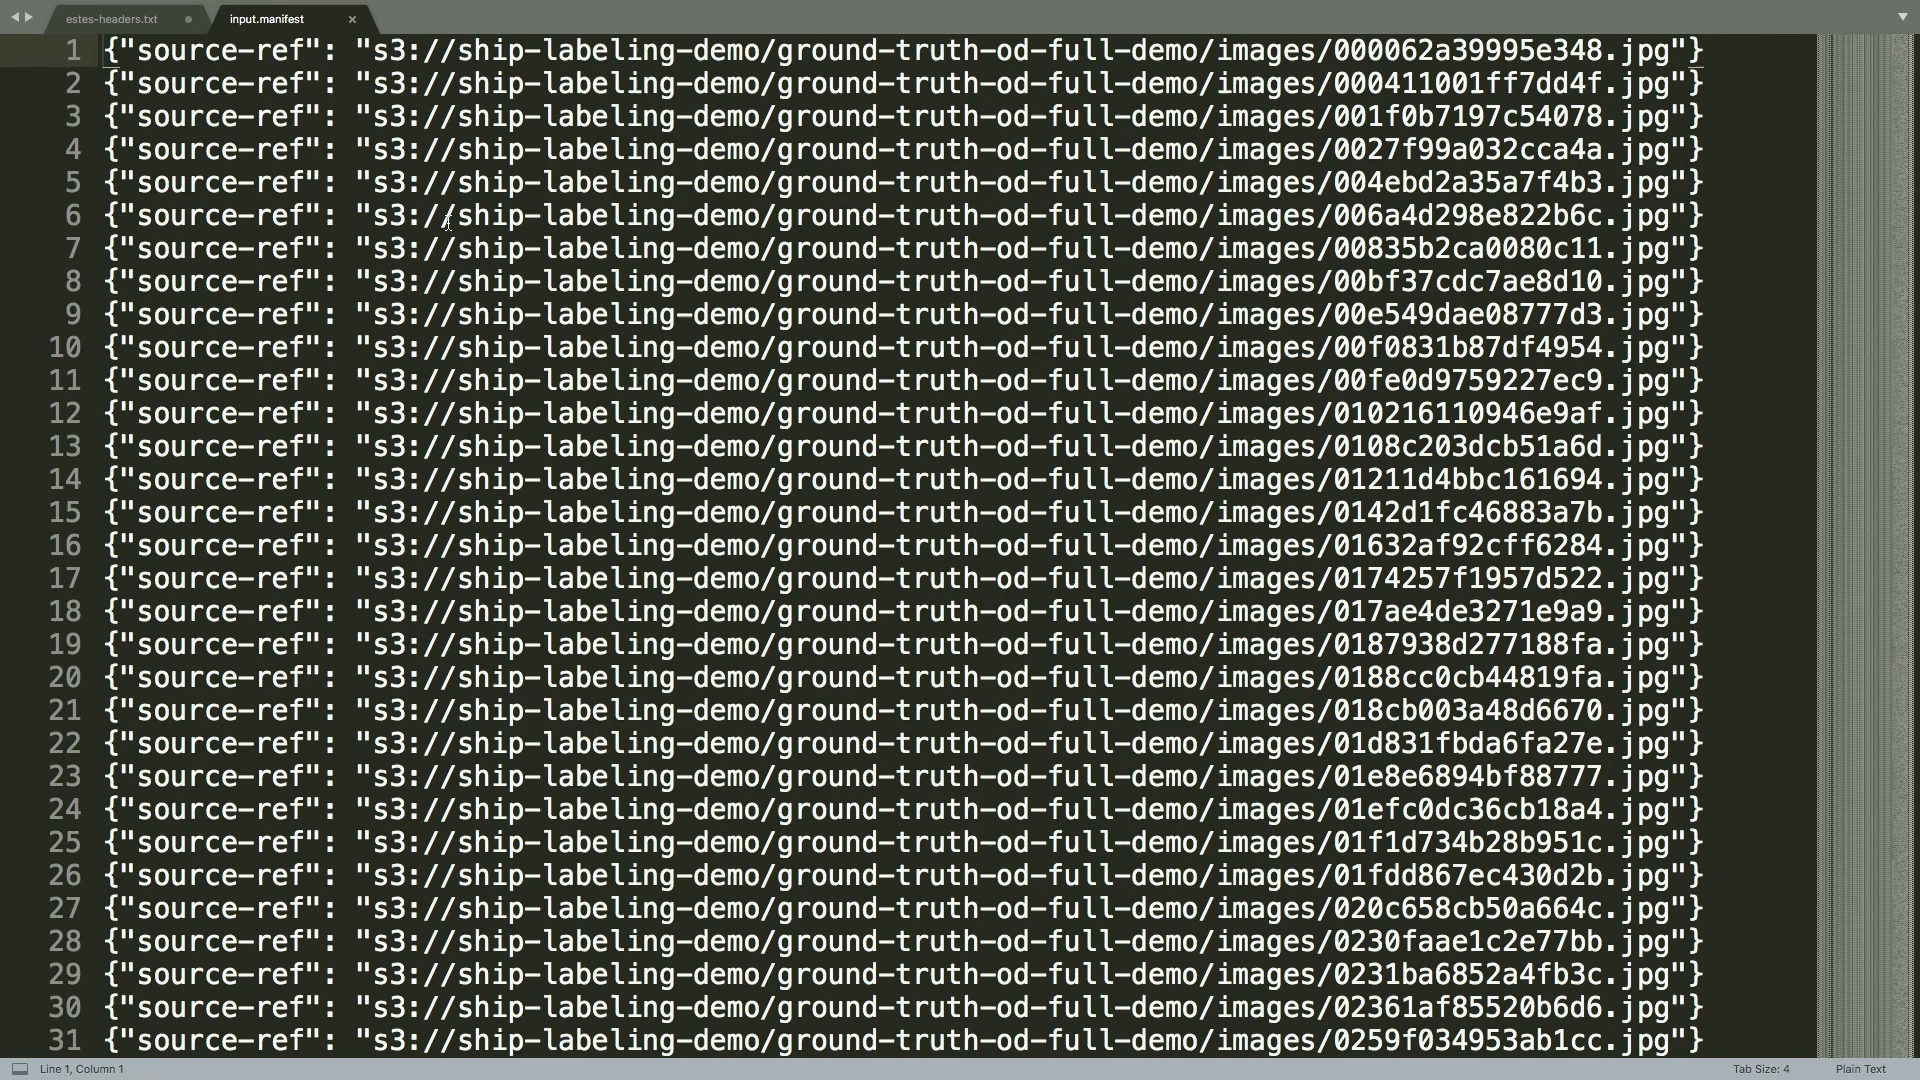 estes-headers.txt
input.manifest
1 {"source-ref": "s3://ship-labeling-demo/ground-truth-od-full-demo/images/000062a39995e348.jpg"}
2 {"source-ref": "s3://ship-labeling-demo/ground-truth-od-full-demo/images/000411001ff7dd4f.jpg"}
3 {"source-ref": "s3://ship-labeling-demo/ground-truth-od-full-demo/images/001f0b7197c54078.jpg"}
4 {"source-ref": "s3://ship-labeling-demo/ground-truth-od-full-demo/images/0027f99a032cca4a.jpg"}
5 {"source-ref": "s3://ship-labeling-demo/ground-truth-od-full-demo/images/004ebd2a35a7f4b3.jpg"}
6 {"source-ref": "s3://ship-labeling-demo/ground-truth-od-full-demo/images/006a4d298e822b6c.jpg"}
7 {"source-ref": "s3://ship-labeling-demo/ground-truth-od-full-demo/images/00835b2ca0080c11.jpg"}
8 {"source-ref": "s3://ship-labeling-demo/ground-truth-od-full-demo/images/00bf37cdc7ae8d10.jpg"}
9 {"source-ref": "s3://ship-labeling-demo/ground-truth-od-full-demo/images/00e549dae08777d3.jpg"}
10 {"source-ref": "s3://ship-labeling-demo/ground-truth-od-full-demo/images/00f0831b87df4954.jpg"}
11 {"source-ref": "s3://ship-labeling-demo/ground-truth-od-full-demo/images/00fe0d9759227ec9.jpg"}
12 {"source-ref": "s3://ship-labeling-demo/ground-truth-od-full-demo/images/010216110946e9af.jpg"}
13 {"source-ref": "s3://ship-labeling-demo/ground-truth-od-full-demo/images/0108c203dcb51a6d.jpg"}
14 {"source-ref": "s3://ship-labeling-demo/ground-truth-od-full-demo/images/01211d4bbc161694.jpg"}
15 {"source-ref": "s3://ship-labeling-demo/ground-truth-od-full-demo/images/0142d1fc46883a7b.jpg"}
16 {"source-ref": "s3://ship-labeling-demo/ground-truth-od-full-demo/images/01632af92cff6284.jpg"}
17 {"source-ref": "s3://ship-labeling-demo/ground-truth-od-full-demo/images/0174257f1957d522.jpg"}
18 {"source-ref": "s3://ship-labeling-demo/ground-truth-od-full-demo/images/017ae4de3271e9a9.jpg"}
19 {"source-ref": "s3://ship-labeling-demo/ground-truth-od-full-demo/images/0187938d277188fa.jpg"}
20 {"source-ref": "s3://ship-labeling-demo/ground-truth-od-full-demo/images/0188cc0cb44819fa.jpg"}
21 {"source-ref": "s3://ship-labeling-demo/ground-truth-od-full-demo/images/018cb003a48d6670.jpg"}
22 {"source-ref": "s3://ship-labeling-demo/ground-truth-od-full-demo/images/01d831fbda6fa27e.jpg"}
23 {"source-ref": "s3://ship-labeling-demo/ground-truth-od-full-demo/images/01e8e6894bf88777.jpg"}
24 {"source-ref": "s3://ship-labeling-demo/ground-truth-od-full-demo/images/01efc0dc36cb18a4.jpg"}
25 {"source-ref": "s3://ship-labeling-demo/ground-truth-od-full-demo/images/01f1d734b28b951c.jpg"}
26 {"source-ref": "s3://ship-labeling-demo/ground-truth-od-full-demo/images/01fdd867ec430d2b.jpg"}
27 {"source-ref": "s3://ship-labeling-demo/ground-truth-od-full-demo/images/020c658cb50a664c.jpg"}
28 {"source-ref": "s3://ship-labeling-demo/ground-truth-od-full-demo/images/0230faae1c2e77bb.jpg"}
29 {"source-ref": "s3://ship-labeling-demo/ground-truth-od-full-demo/images/0231ba6852a4fb3c.jpg"}
30 {"source-ref": "s3://ship-labeling-demo/ground-truth-od-full-demo/images/02361af85520b6d6.jpg"}
31 {"source-ref": "s3://ship-labeling-demo/ground-truth-od-full-demo/images/0259f034953ab1cc.jpg"}
Line 1, Column 1
Tab Size: 4
Plain Text